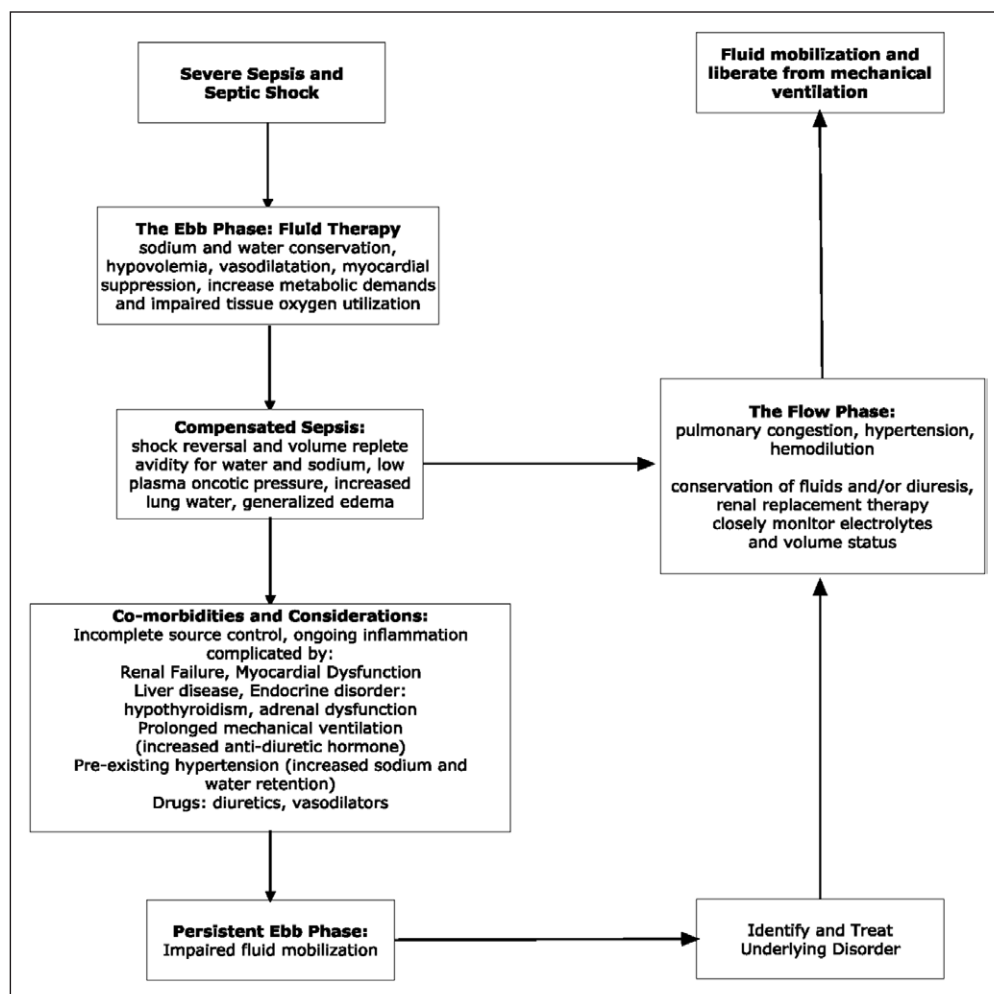 Severe Sepsis and
Septic Shock
The Ebb Phase: Fluid Therapy
sodium and water conservation,
hypovolemia, vasodilatation, myocardial
suppression, increase metabolic demands
and impaired tissue oxygen utilization
Compensated Sepsis:
shock reversal and volume replete
avidity for water and sodium, low
plasma oncotic pressure, increased
lung water, generalized edema
Co-morbidities and Considerations:
Incomplete source control, ongoing inflammation
complicated by:
Renal Failure, Myocardial Dysfunction
Liver disease, Endocrine disorder:
hypothyroidism, adrenal dysfunction
Prolonged mechanical ventilation
(increased anti-diuretic hormone)
Pre-existing hypertension (increased sodium and
water retention)
Drugs: diuretics, vasodilators
Persistent Ebb Phase:
Impaired fluid mobilization
Identify and Treat
Underlying Disorder
The Flow Phase:
pulmonary congestion, hypertension,
hemodilution
conservation of fluids and/or diuresis,
renal replacement therapy
closely monitor electrolytes
and volume status
Fluid mobilization and
liberate from mechanical
ventilation